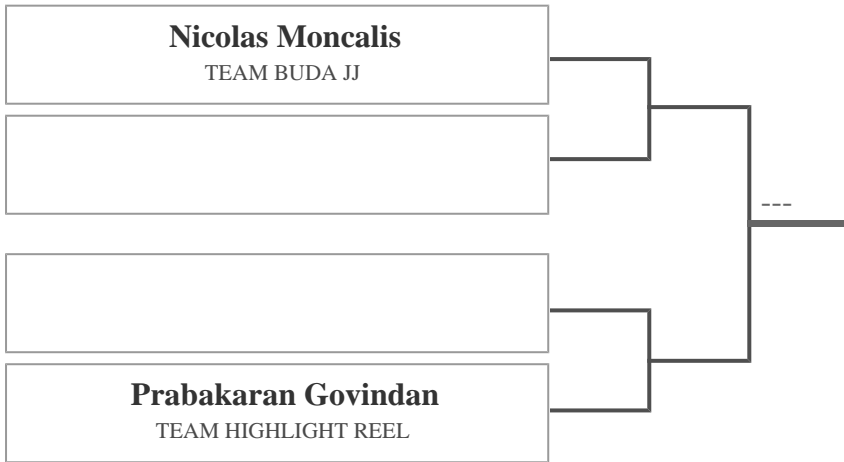 Nicolas Moncalis
TEAM BUDA JJ
---
Prabakaran Govindan
TEAM HIGHLIGHT REEL